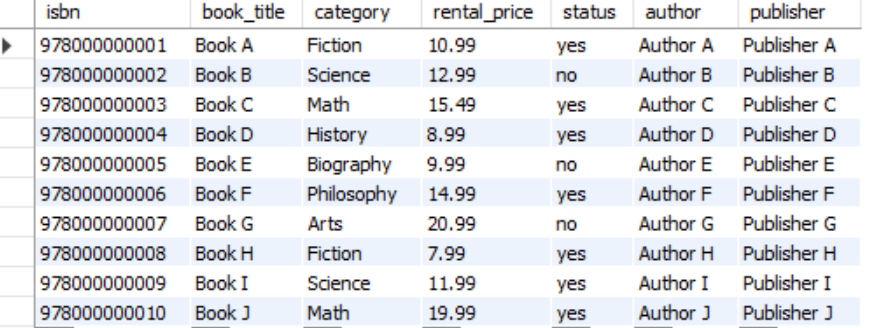 isbn book_title category rental_price status author publisher
978000000001 Book A Fiction 10.99 yes Author A Publisher A
978000000002 Book B Science 12.99 no Author B Publisher B
978000000003 Book C Math 15.49 yes Author C Publisher C
978000000004 Book D History 8.99 yes Author D Publisher D
978000000005 Book E Biography 9.99 no Author E Publisher E
978000000006 Book F Philosophy 14.99 yes Author F Publisher F
978000000007 Book G Arts 20.99 no Author G Publisher G
978000000008 Book H Fiction 7.99 yes Author H Publisher H
978000000009 Book I Science 11.99 yes Author I Publisher I
978000000010 Book J Math 19.99 yes Author J Publisher J